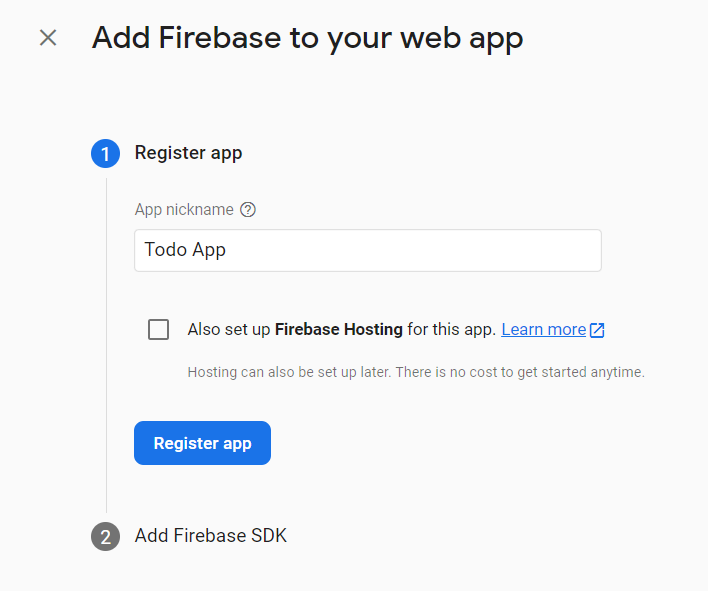 Add Firebase to your web app
1 Register app
App nickname ?
Todo App
Also set up Firebase Hosting for this app. Learn more
Hosting can also be set up later. There is no cost to get started anytime.
Register app
2 Add Firebase SDK